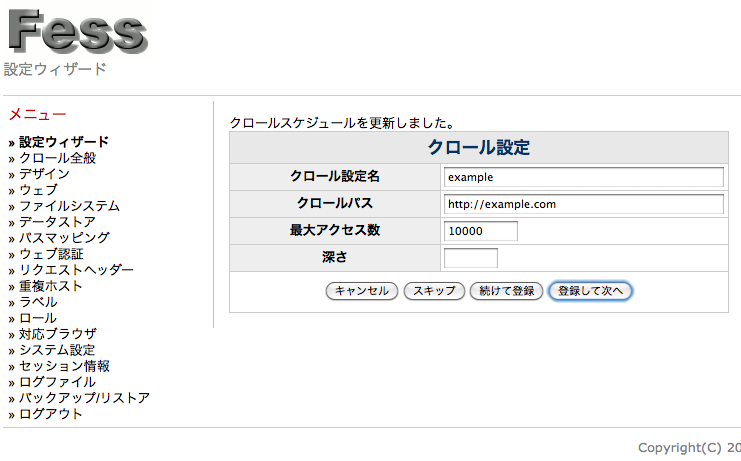 Fess
設定ウィザード
メニュー
» 設定ウィザード
» クロール全般
» デザイン
» ウェブ
» ファイルシステム
» データストア
» パスマッピング
» ウェブ認証
» リクエストヘッダー
» 重複ホスト
» ラベル
» ロール
» 対応ブラウザ
» システム設定
» セッション情報
» ログファイル
» バックアップ/リストア
» ログアウト
クロールスケジュールを更新しました。
クロール設定
クロール設定名 example
クロールパス http://example.com
最大アクセス数 10000
深さ
キャンセル スキップ 続けて登録 登録して次へ
Copyright(C) 20